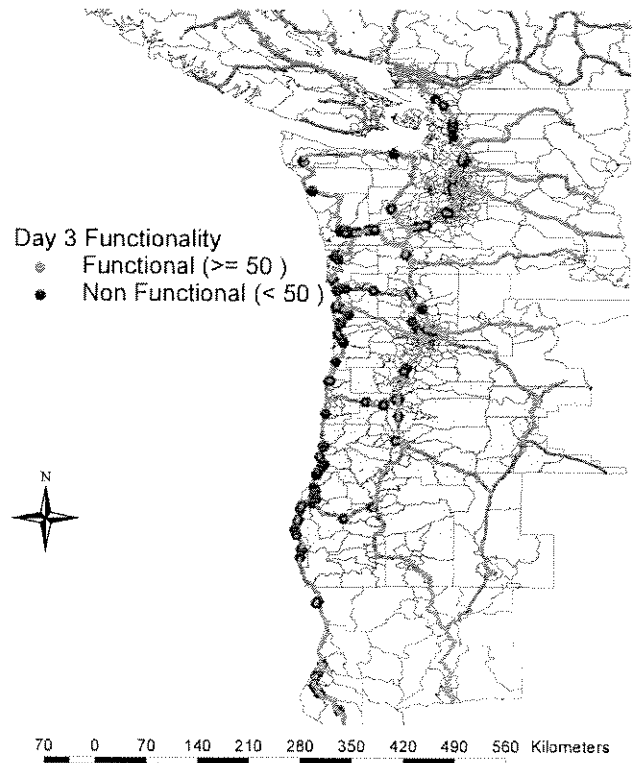 Day 3 Functionality
Functional (>= 50 )
Non Functional (< 50 )
N
70 0 70 140 210 280 350 420 490 560 Kilometers